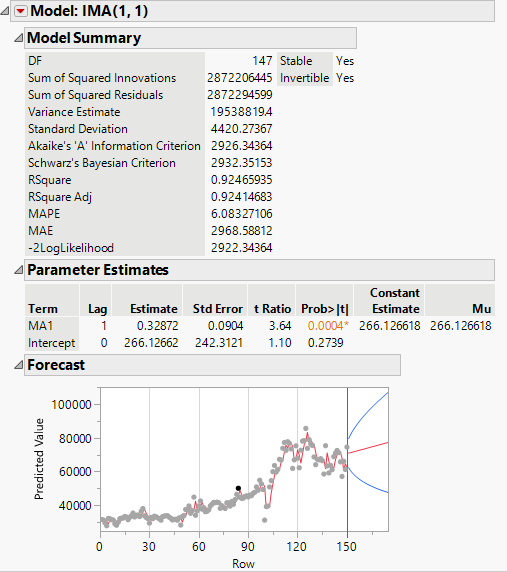 Model: IMA(1, 1)
Model Summary
DF 147 Stable Yes
Sum of Squared Innovations 2872206445 Invertible Yes
Sum of Squared Residuals 2872294599
Variance Estimate 19538819.4
Standard Deviation 4420.27367
Akaike's 'A' Information Criterion 2926.34364
Schwarz's Bayesian Criterion 2932.35153
RSquare 0.92465935
RSquare Adj 0.92414683
MAPE 6.08327106
MAE 2968.58812
-2LogLikelihood 2922.34364
Parameter Estimates
Constant
Term Lag Estimate Std Error t Ratio Prob>|t| Estimate Mu
MA1 1 0.32872 0.0904 3.64 0.0004* 266.126618 266.126618
Intercept 0 266.12662 242.3121 1.10 0.2739
Forecast
100000
80000
60000
40000
Predicted Value
0 30 60 90 120 150
Row